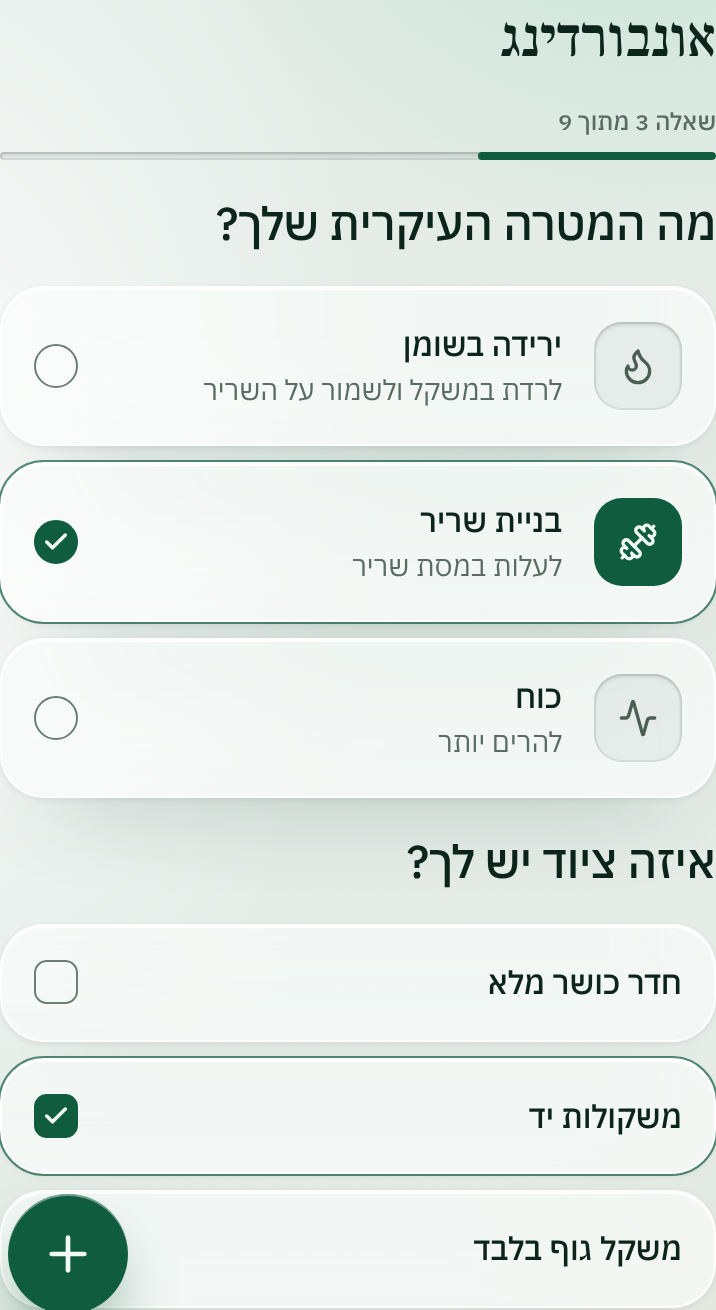 אונבורדינג
שאלה 3 מתוך 9
מה המטרה העיקרית שלך?
ירידה בשומן
לרדת במשקל ולשמור על השריר
בניית שריר
לעלות במסת שריר
כוח
להרים יותר
איזה ציוד יש לך?
חדר כושר מלא
משקולות יד
משקל גוף בלבד